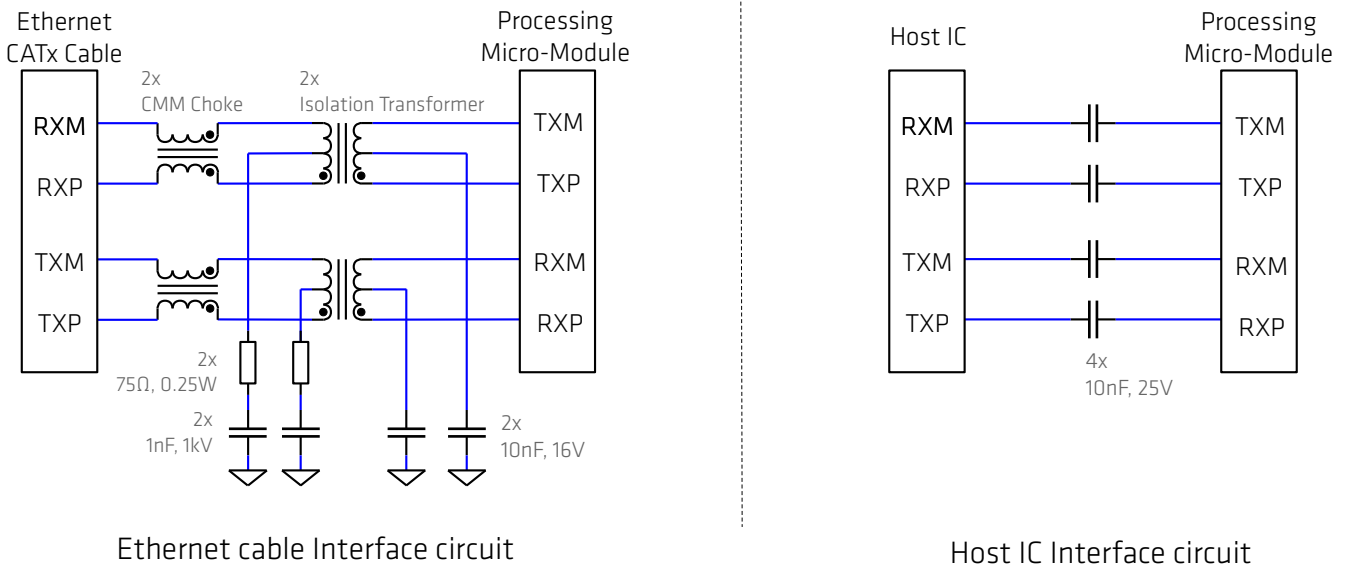 Ethernet
CATx Cable
Processing
Micro-Module
2x
CMM Choke
2x
Isolation Transformer
RXM
RXP
TXM
TXP
TXM
TXP
RXM
RXP
2x
75Ω, 0.25W
2x
1nF, 1kV
2x
10nF, 16V
Ethernet cable Interface circuit
Host IC
Processing
Micro-Module
RXM
RXP
TXM
TXP
TXM
TXP
RXM
RXP
4x
10nF, 25V
Host IC Interface circuit